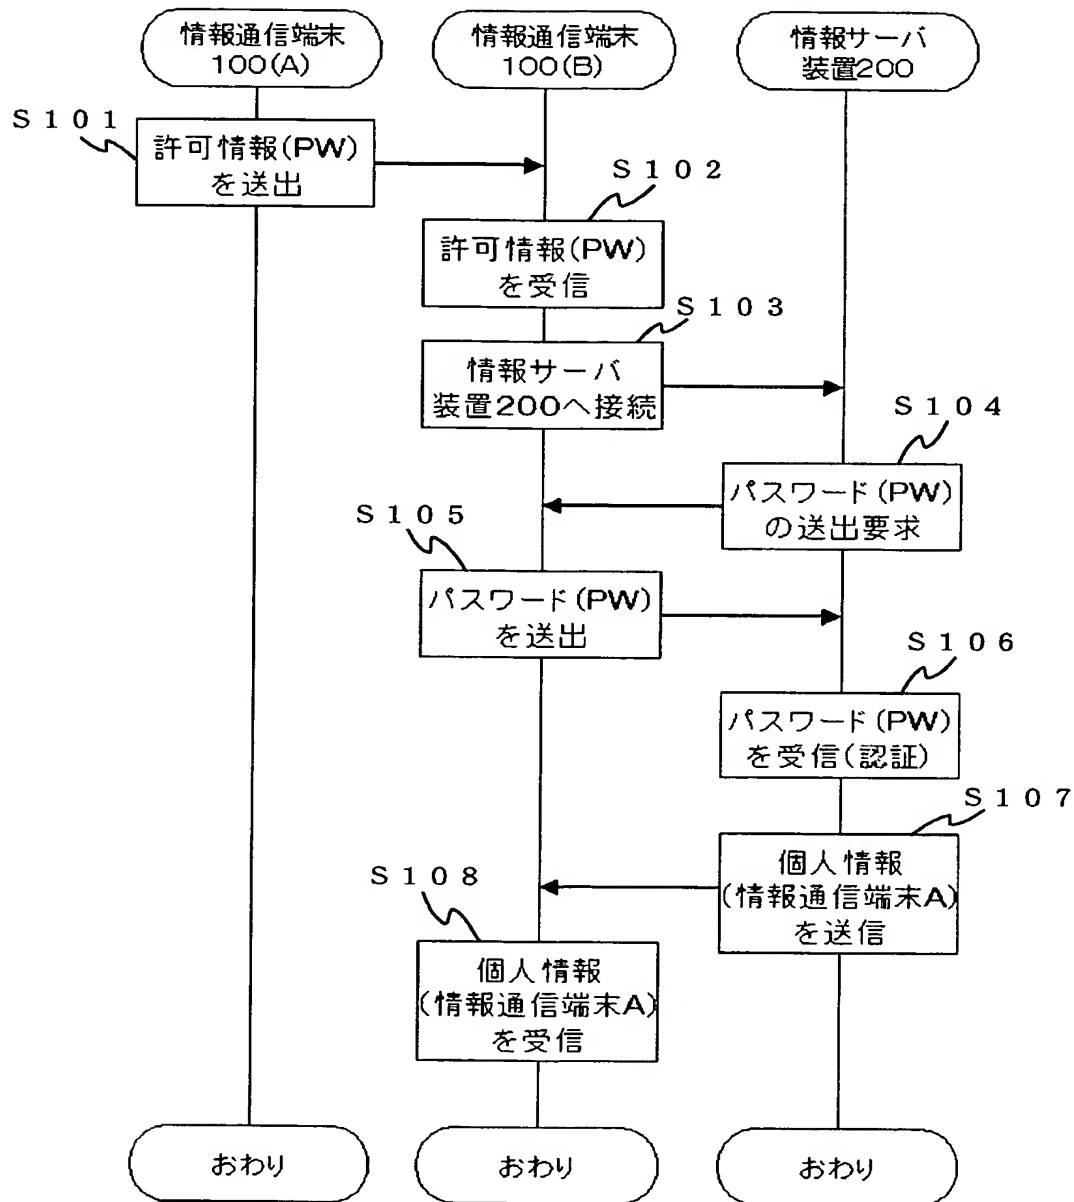 情報通信端末
100(A)
情報通信端末
100(B)
情報サーバ
装置200
S101
許可情報(PW)
を送出
S102
許可情報(PW)
を受信
S103
情報サーバ
装置200へ接続
S104
パスワード(PW)
の送出要求
S105
パスワード(PW)
を送出
S106
パスワード(PW)
を受信(認証)
S107
個人情報
(情報通信端末A)
を送信
S108
個人情報
(情報通信端末A)
を受信
おわり
おわり
おわり